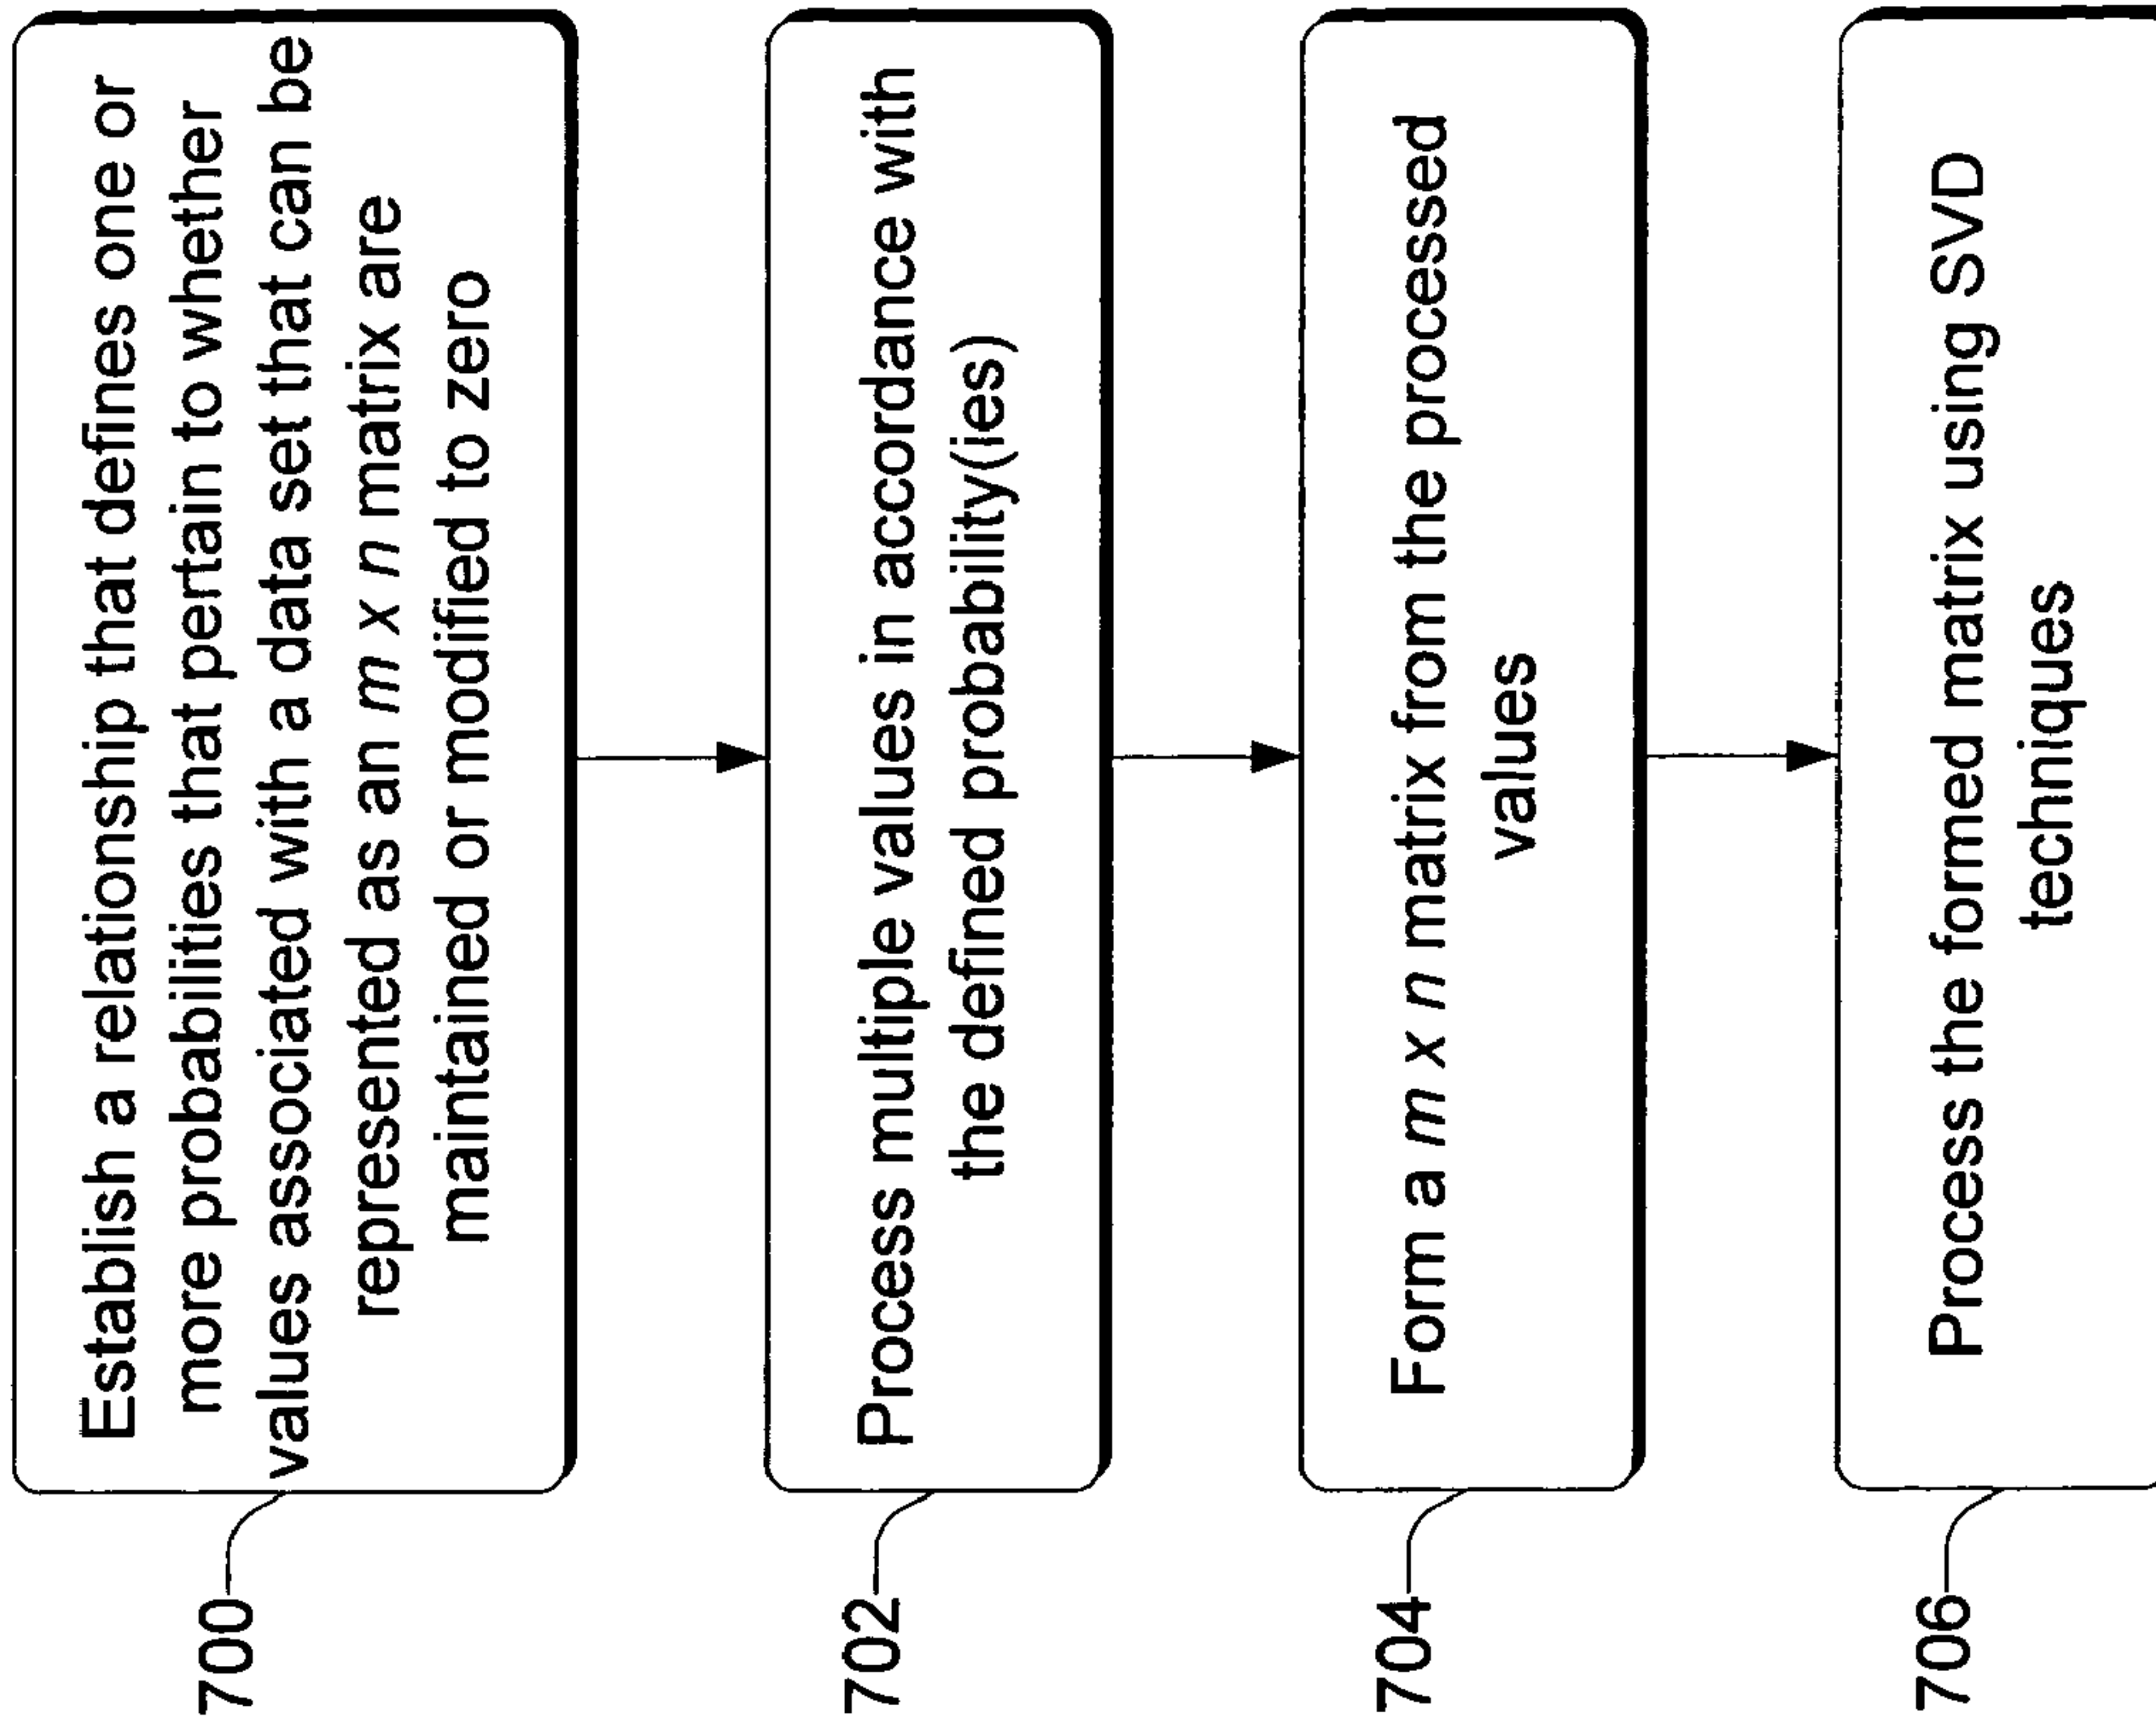 700
Establish a relationship that defines one or
more probabilities that pertain to whether
values associated with a data set that can be
represented as an m x n matrix are
maintained or modified to zero
702
Process multiple values in accordance with
the defined probability(ies)
704
Form a m x n matrix from the processed
values
706
Process the formed matrix using SVD
techniques